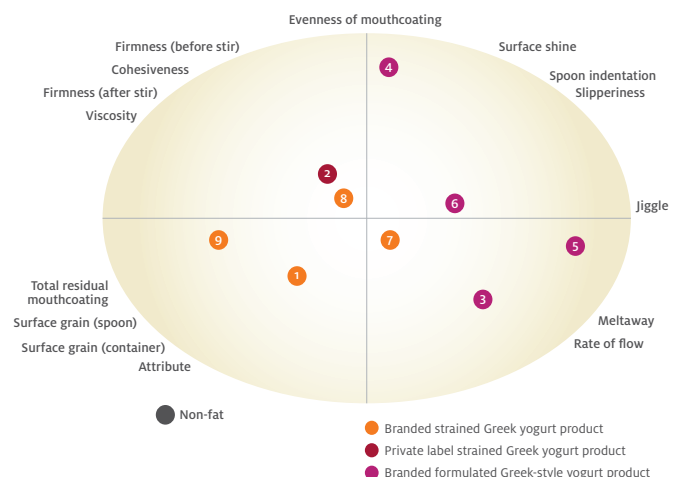 Evenness of mouthcoating
Firmness (before stir)
Surface shine
Cohesiveness
Spoon indentation
Firmness (after stir)
Slipperiness
Viscosity
4
2
8
6
Jiggle
9
7
5
1
3
Total residual
mouthcoating
Surface grain (spoon)
Meltaway
Surface grain (container)
Rate of flow
Attribute
Non-fat
Branded strained Greek yogurt product
Private label strained Greek yogurt product
Branded formulated Greek-style yogurt product